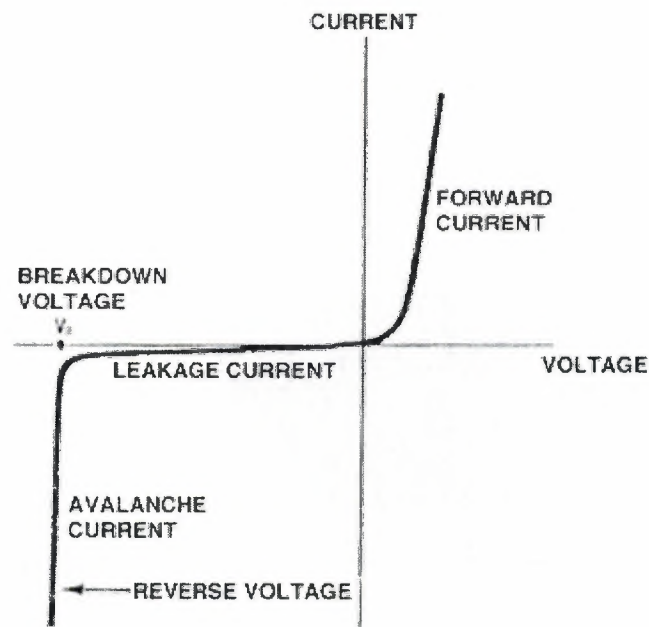 CURRENT
FORWARD
CURRENT
BREAKDOWN
VOLTAGE
LEAKAGE CURRENT
VOLTAGE
AVALANCHE
CURRENT
REVERSE VOLTAGE